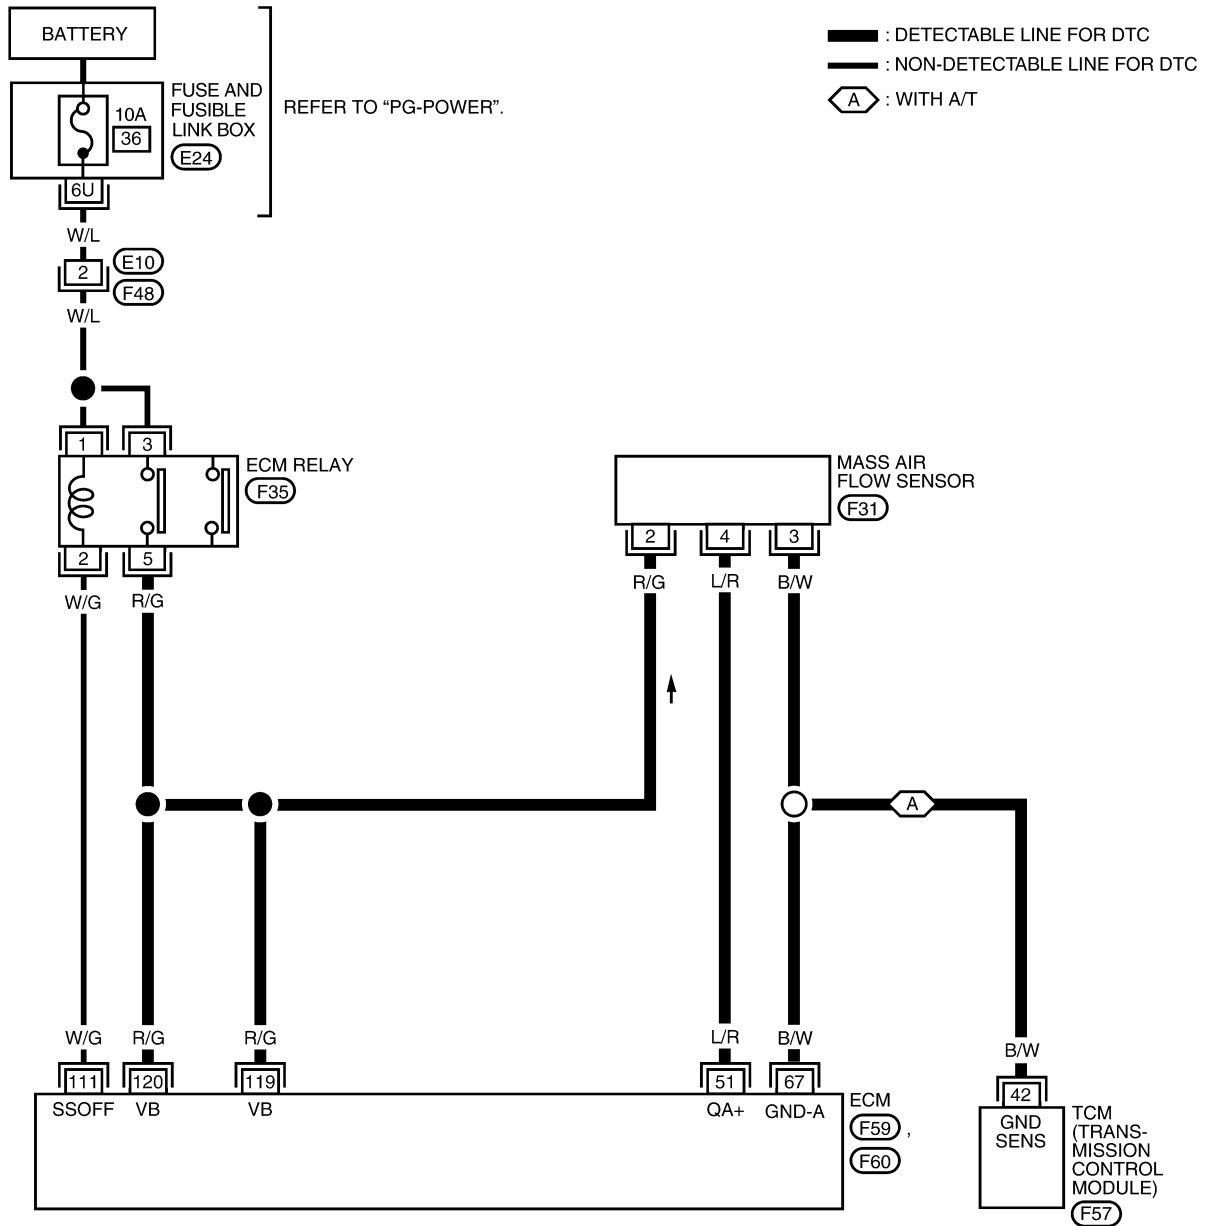 BATTERY
: DETECTABLE LINE FOR DTC
: NON-DETECTABLE LINE FOR DTC
A : WITH A/T
FUSE AND
FUSIBLE
LINK BOX
E24
10A
36
REFER TO “PG-POWER”.
6U
W/L
2
E10
F48
W/L
1
3
ECM RELAY
F35
2
5
W/G
R/G
MASS AIR
FLOW SENSOR
F31
2
4
3
R/G
L/R
B/W
A
W/G
R/G
R/G
L/R
B/W
B/W
111
120
119
51
67
42
SSOFF
VB
VB
QA+
GND-A
ECM
F59 ,
F60
GND
SENS
TCM
(TRANS-
MISSION
CONTROL
MODULE)
F57